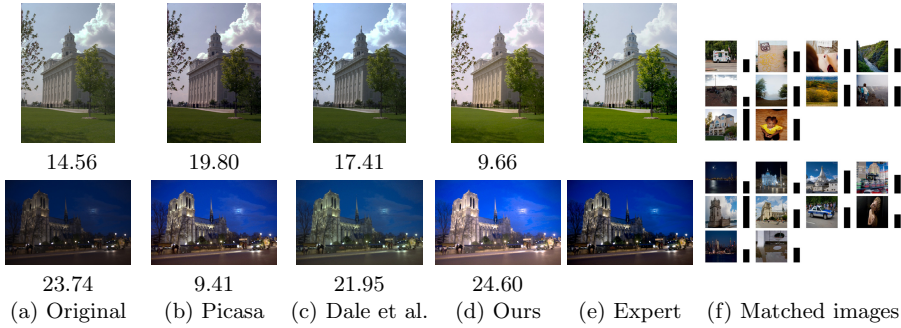 14.56 19.80 17.41 9.66
23.74 9.41 21.95 24.60
(a) Original (b) Picasa (c) Dale et al. (d) Ours (e) Expert (f) Matched images